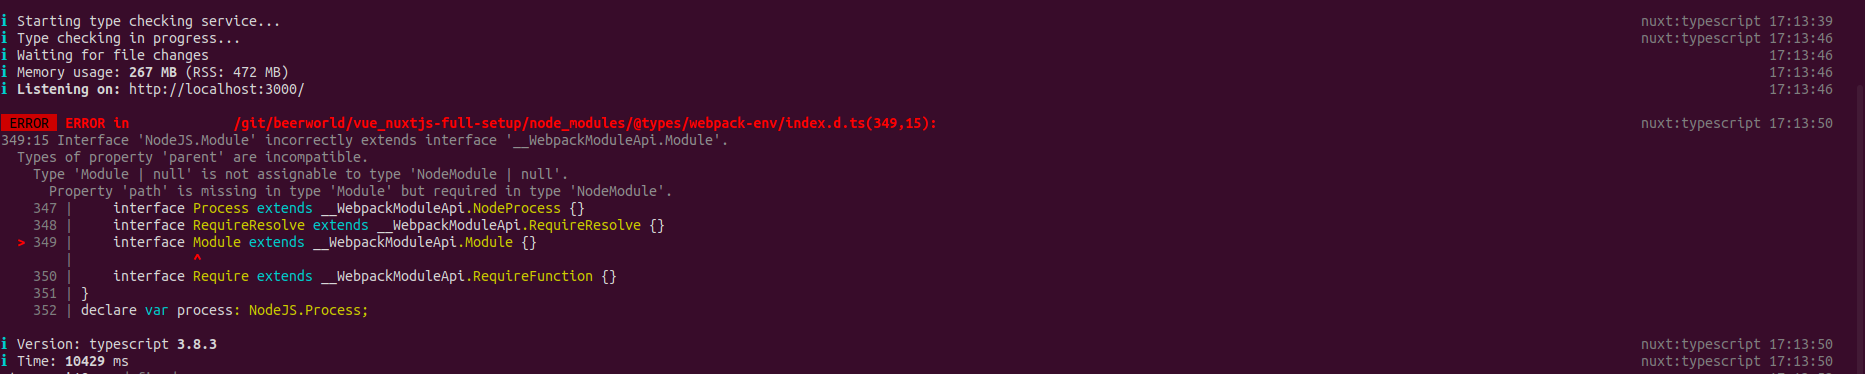 i Starting type checking service... nuxt:typescript 17:13:39
i Type checking in progress... nuxt:typescript 17:13:46
i Waiting for file changes 17:13:46
i Memory usage: 267 MB (RSS: 472 MB) 17:13:46
i Listening on: http://localhost:3000/ 17:13:46
ERROR ERROR in /git/beerworld/vue_nuxtjs-full-setup/node_modules/@types/webpack-env/index.d.ts(349,15): nuxt:typescript 17:13:50
349:15 Interface 'NodeJS.Module' incorrectly extends interface '__WebpackModuleApi.Module'.
Types of property 'parent' are incompatible.
Type 'Module | null' is not assignable to type 'NodeModule | null'.
Property 'path' is missing in type 'Module' but required in type 'NodeModule'.
347 | interface Process extends __WebpackModuleApi.NodeProcess {}
348 | interface RequireResolve extends __WebpackModuleApi.RequireResolve {}
> 349 | interface Module extends __WebpackModuleApi.Module {}
| ^
350 | interface Require extends __WebpackModuleApi.RequireFunction {}
351 | }
352 | declare var process: NodeJS.Process;
i Version: typescript 3.8.3 nuxt:typescript 17:13:50
i Time: 10429 ms nuxt:typescript 17:13:50